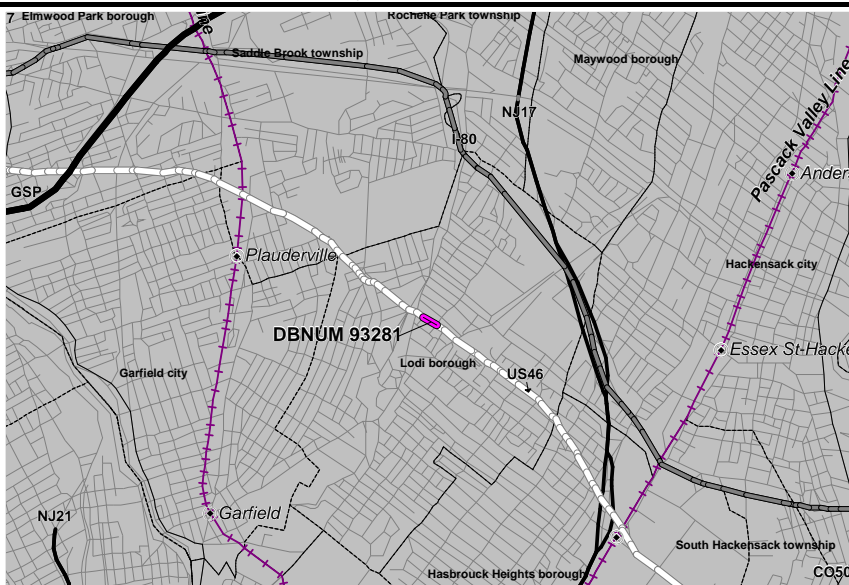 7 Elmwood Park borough
Rochelle Park township
Saddle Brook township
Maywood borough
NJ17
I-80
Pascack Valley Line
GSP
Plauderville
Hackensack city
DBNUM 93281
Lodi borough
Essex St-Hacke
Garfield city
US46
Garfield
NJ21
South Hackensack township
Hasbrouck Heights borough
CO50